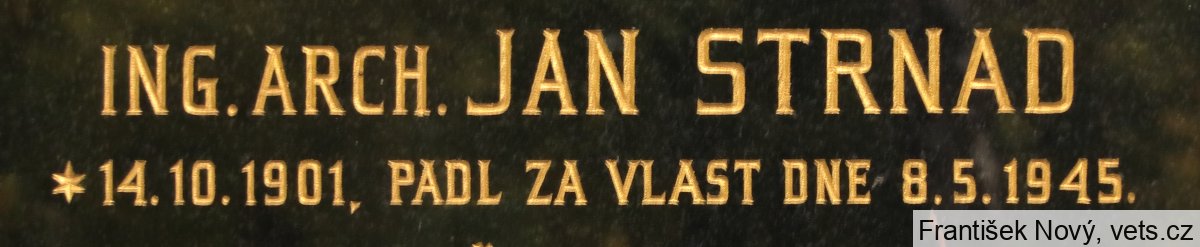 ING. ARCH. JAN STRNAD
* 14.10.1901, PADL ZA VLAST DNE 8.5.1945.
František Nový, vets.cz